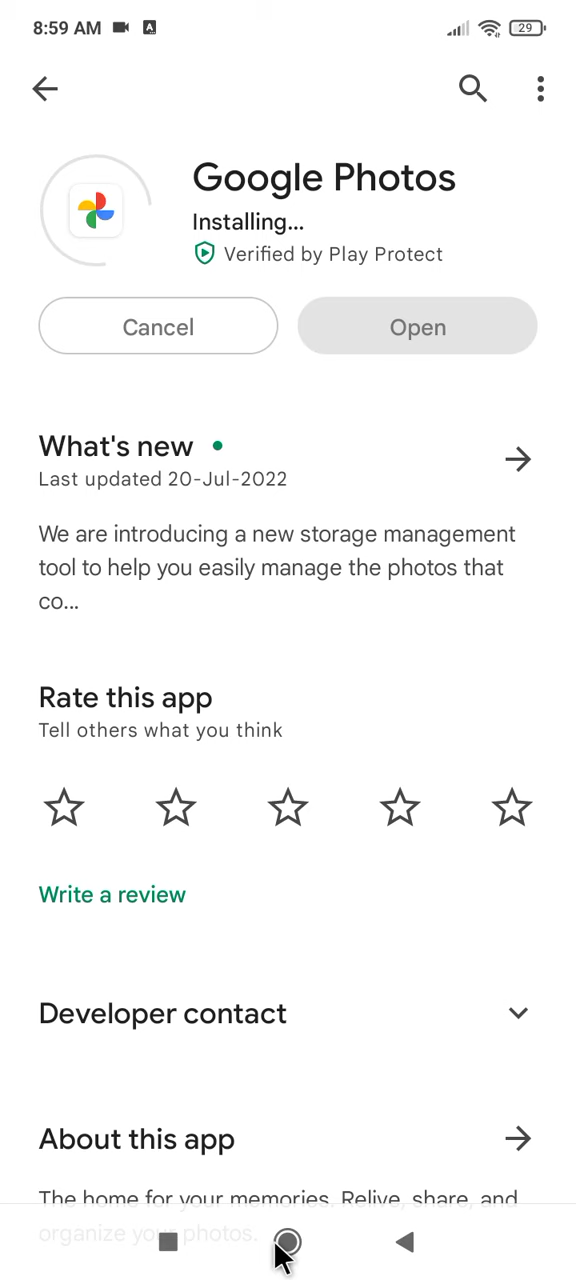 8:59 AM
29
Google Photos
Installing...
Verified by Play Protect
Cancel
Open
What's new
Last updated 20-Jul-2022
We are introducing a new storage management
tool to help you easily manage the photos that
co...
Rate this app
Tell others what you think
Write a review
Developer contact
About this app
The home for your memories. Relive, share, and
organize your photos.